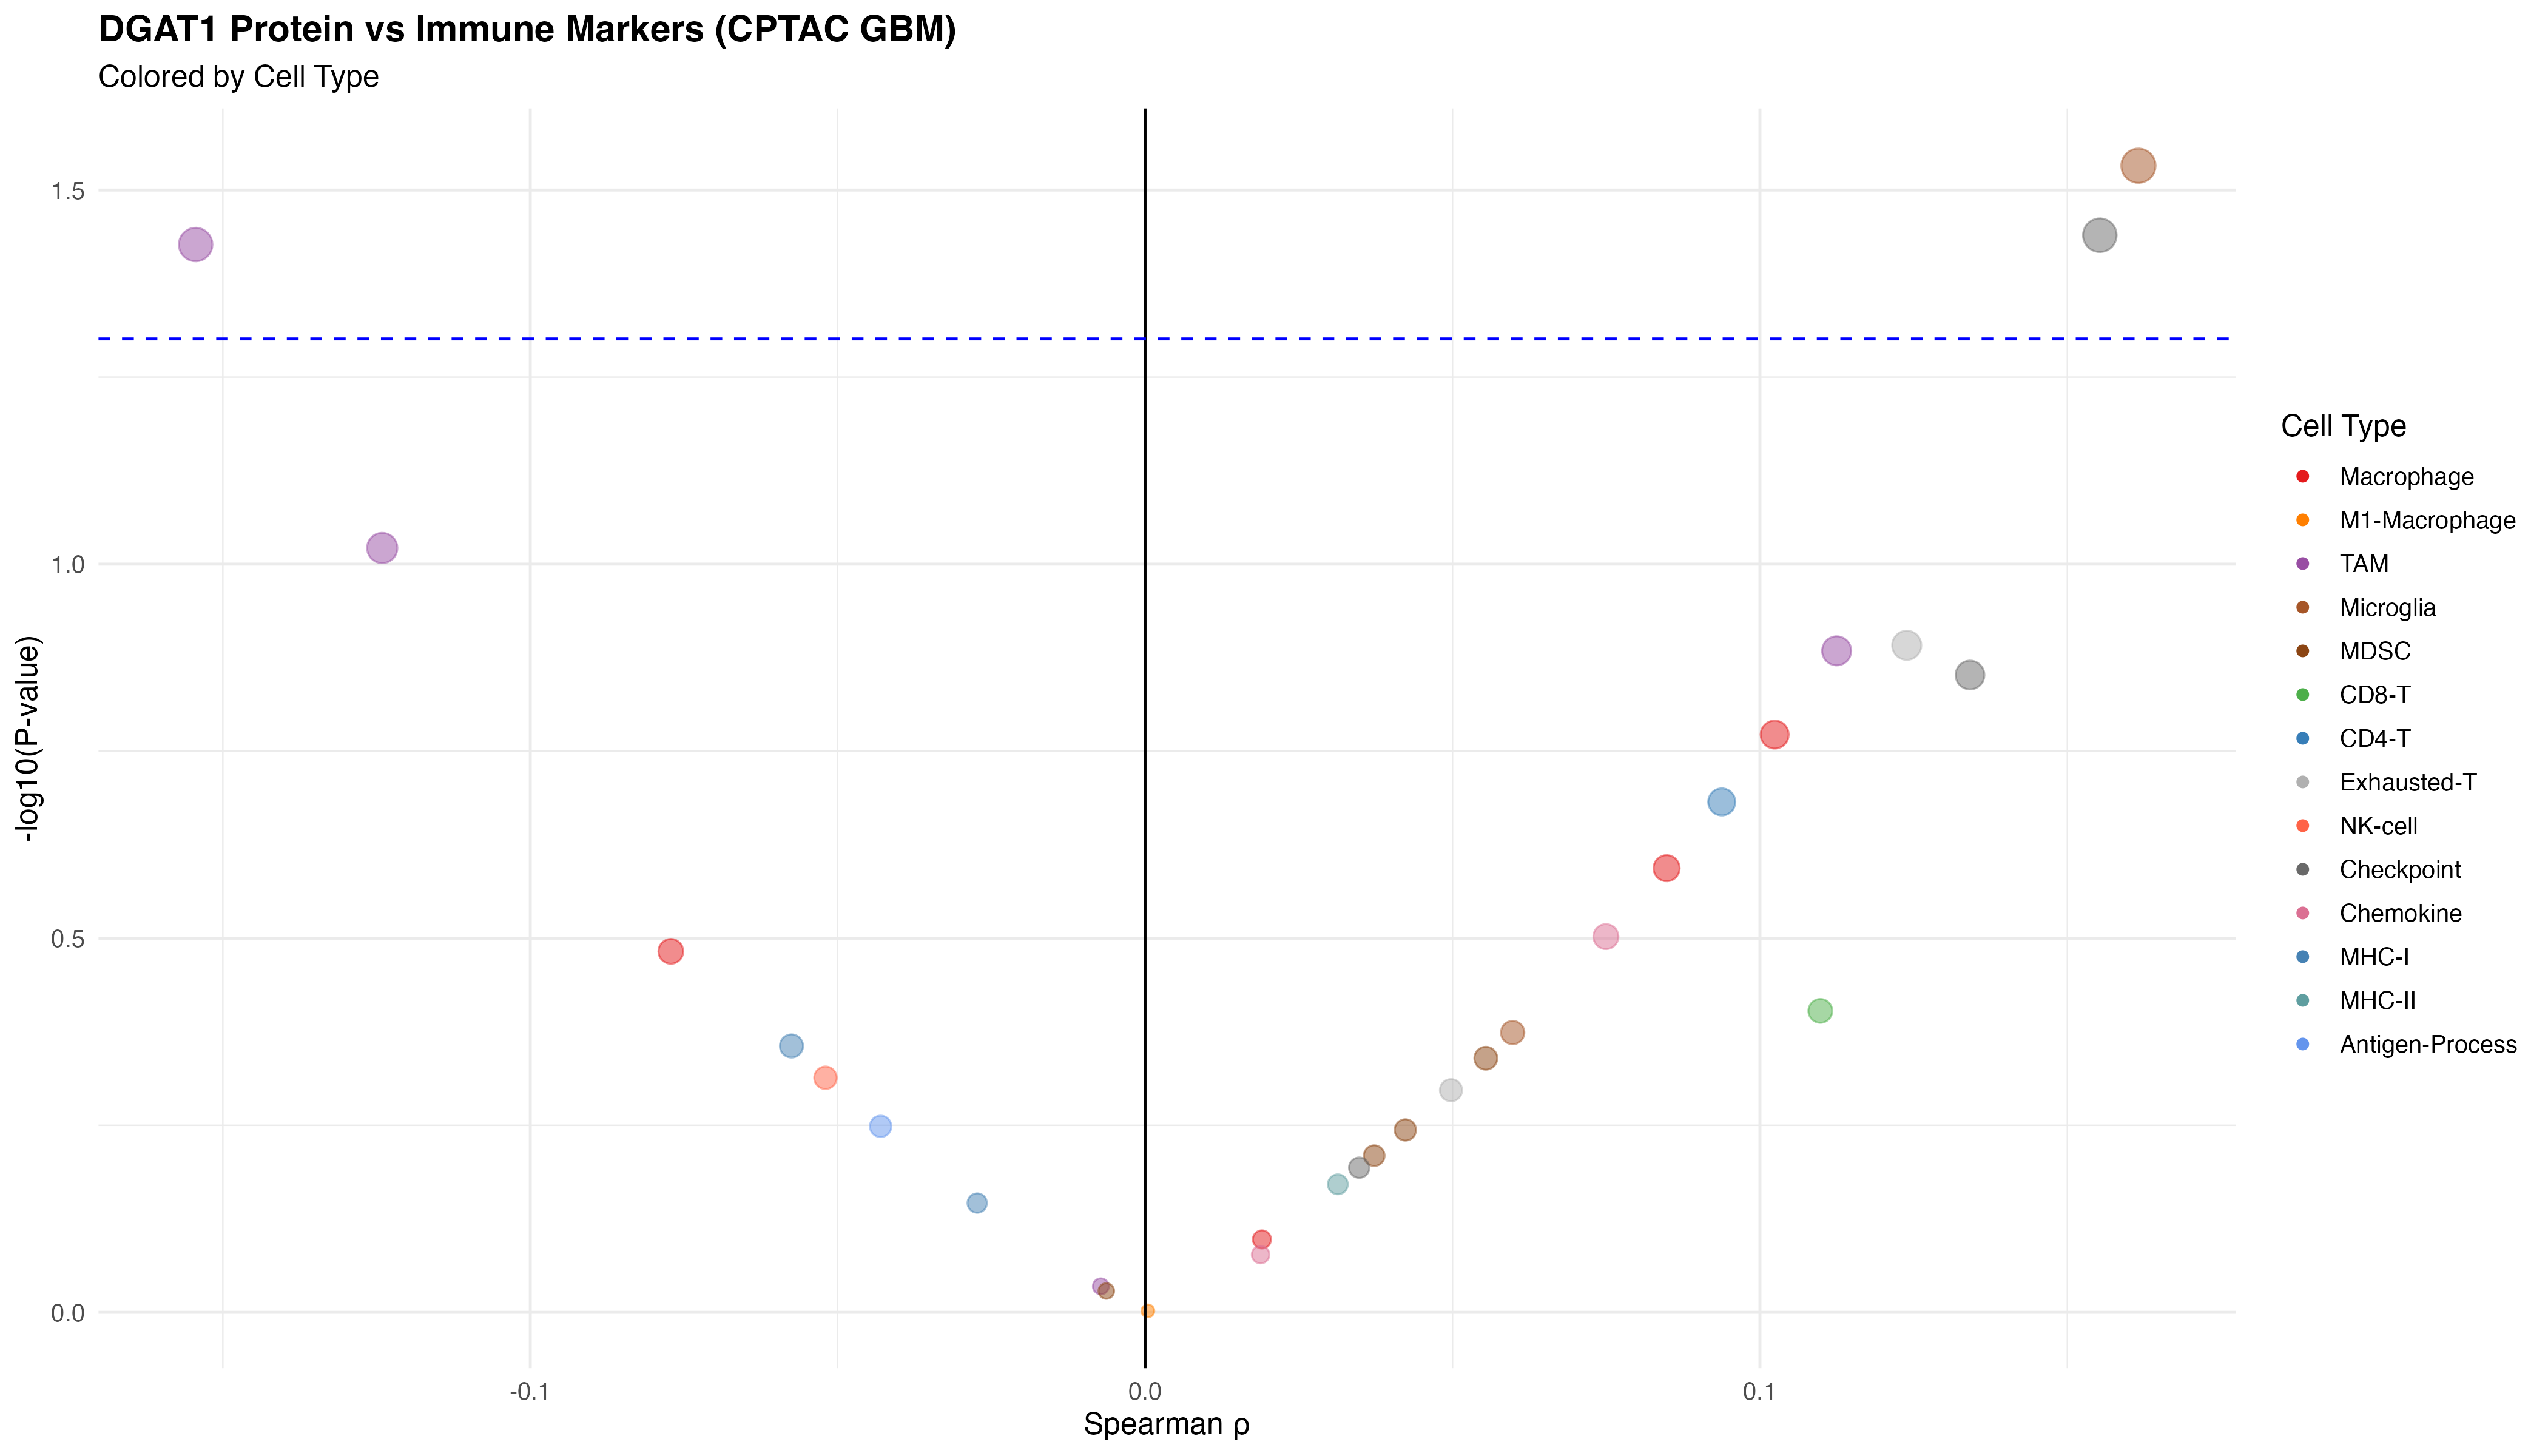 DGAT1 Protein vs Immune Markers (CPTAC GBM)
Colored by Cell Type
-log10(P-value)
1.5
1.0
0.5
0.0
-0.1
0.0
0.1
Spearman ρ
Cell Type
Macrophage
M1-Macrophage
TAM
Microglia
MDSC
CD8-T
CD4-T
Exhausted-T
NK-cell
Checkpoint
Chemokine
MHC-I
MHC-II
Antigen-Process